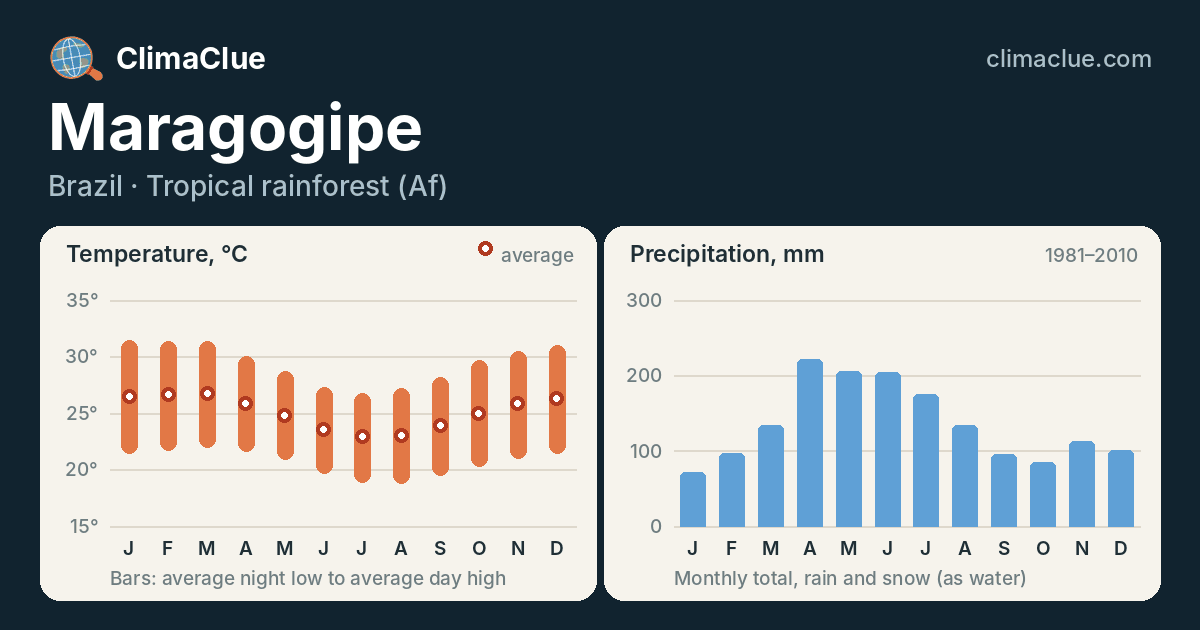 ClimaClue
climaclue.com
Maragogipe
Brazil · Tropical rainforest (Af)
Temperature, °C
average
35°
30°
25°
20°
15°
J F M A M J J A S O N D
Bars: average night low to average day high
Precipitation, mm
1981–2010
300
200
100
0
J F M A M J J A S O N D
Monthly total, rain and snow (as water)